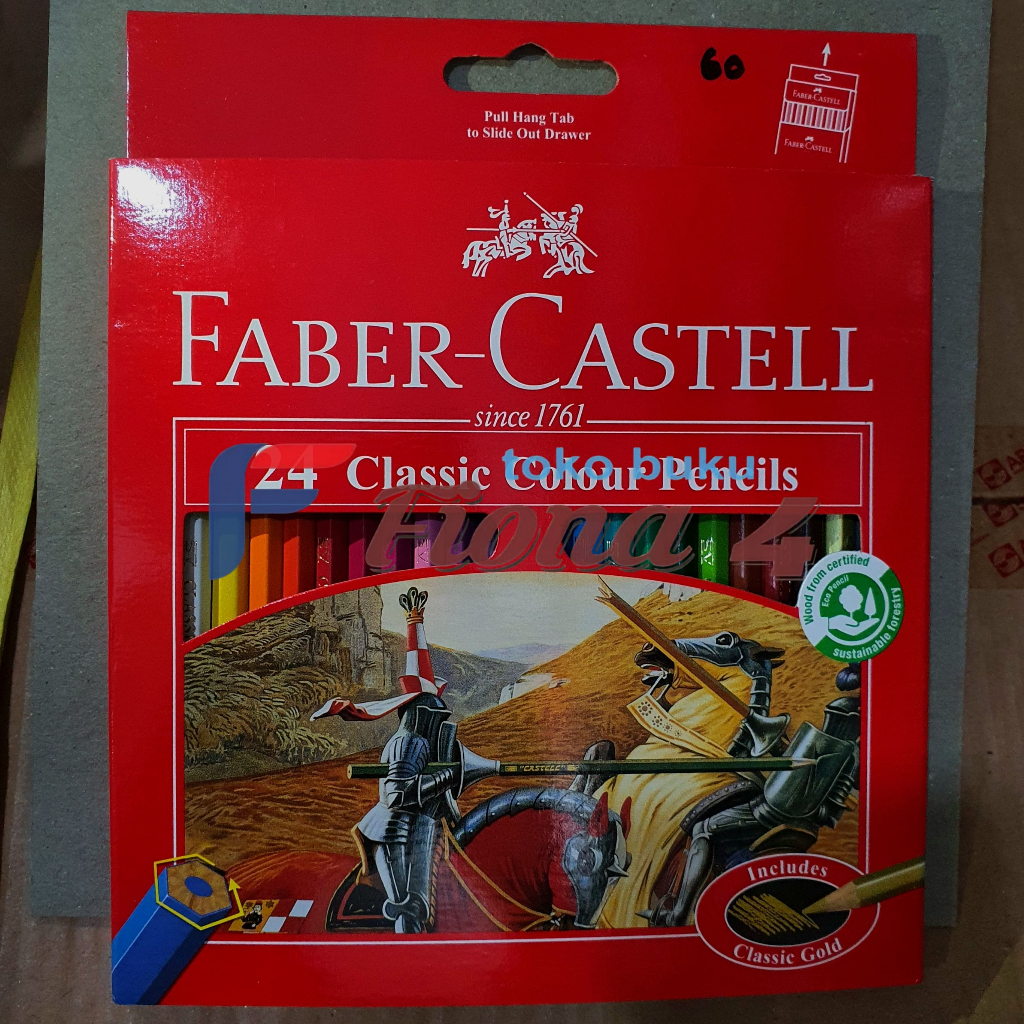 60
FABER-CASTELL
FABER-CASTELL
Pull Hang Tab
to Slide Out Drawer
FABER-CASTELL
since 1761
24 Classic Colour Pencils
toko buku
Fiona 4
Wood from certified
Eco Pencil
sustainable forestry
"CASTELL"
Includes
Classic Gold